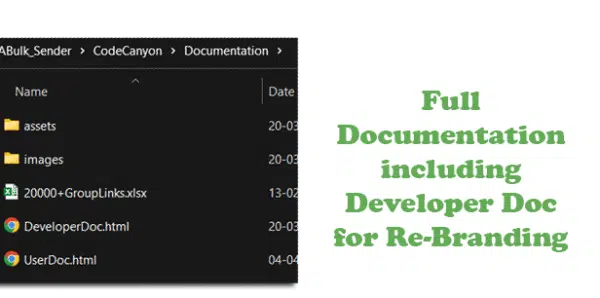 ABulk_Sender > CodeCanyon > Documentation >
Name Date
assets 20-03
images 20-03
20000+GroupLinks.xlsx 13-02
DeveloperDoc.html 20-03
UserDoc.html 04-04
Full
Documentation
including
Developer Doc
for Re-Branding